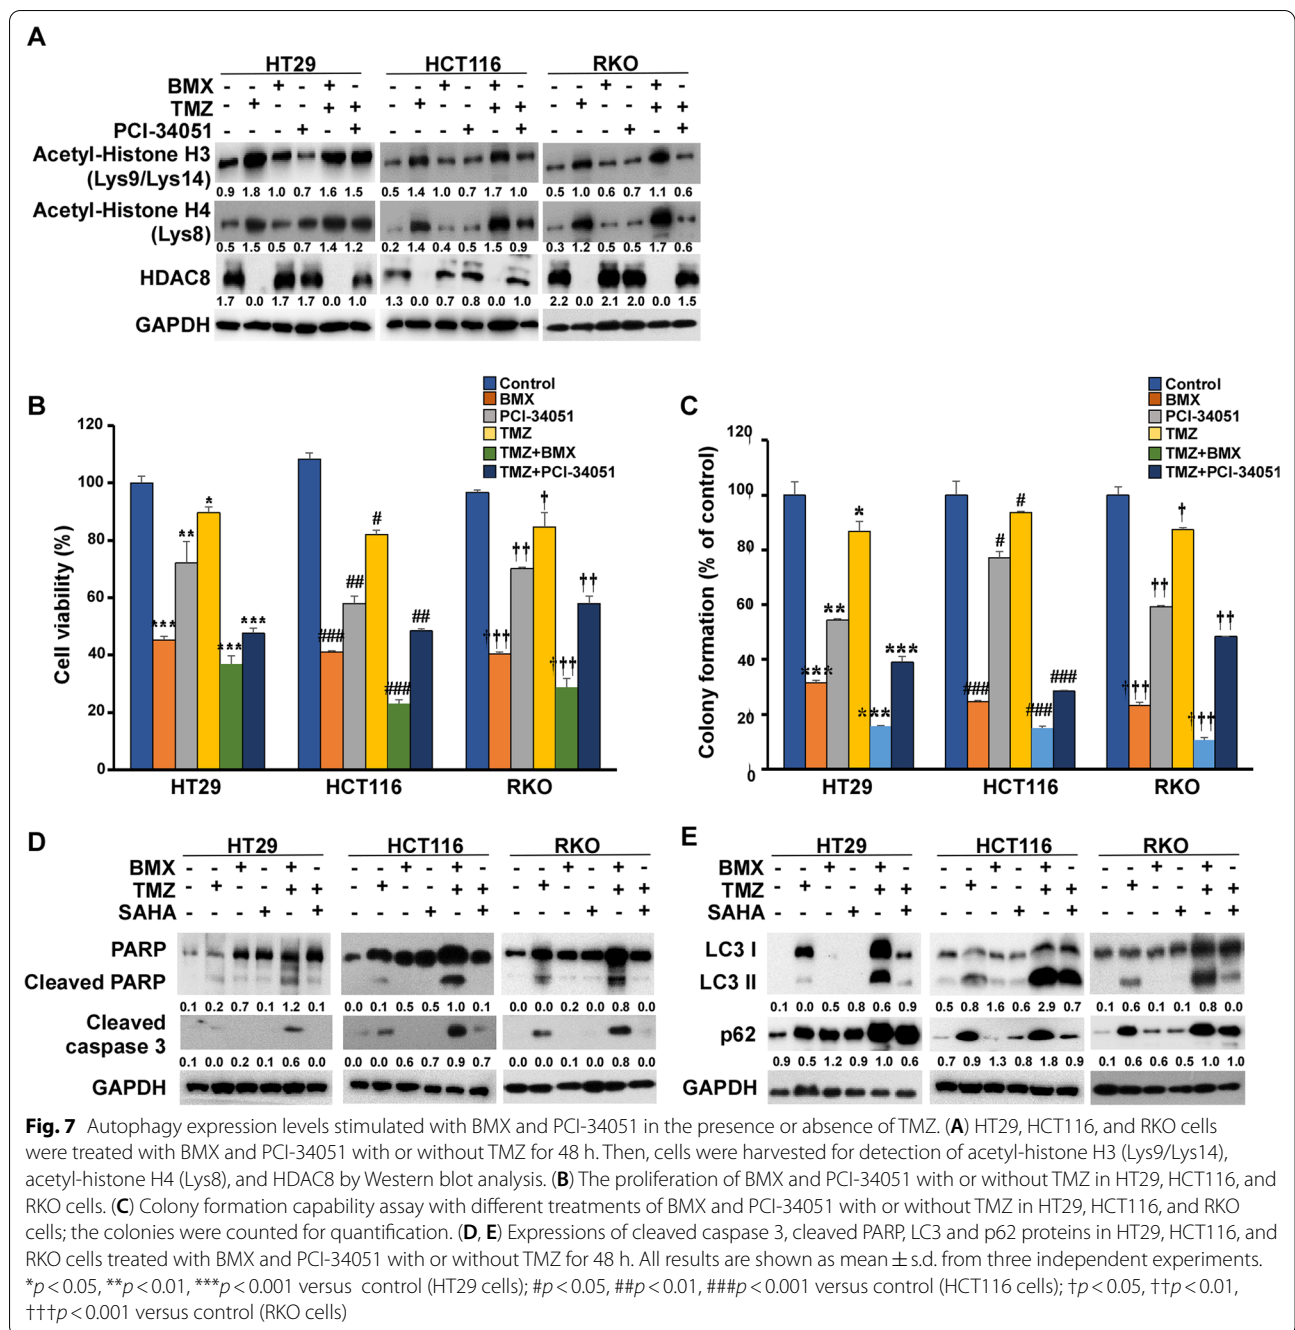 A
HT29 HCT116 RKO
BMX - - + - + - - - + - + - - - + - + -
TMZ - + - - + + - + - - + + - + - - + +
PCI-34051 - - - + - + - - - + - + - - - + - +
Acetyl-Histone H3
(Lys9/Lys14)
0.9 1.8 1.0 0.7 1.6 1.5 0.5 1.4 1.0 0.7 1.7 1.0 0.5 1.0 0.6 0.7 1.1 0.6
Acetyl-Histone H4
(Lys8)
0.5 1.5 0.5 0.7 1.4 1.2 0.2 1.4 0.4 0.5 1.5 0.9 0.3 1.2 0.5 0.5 1.7 0.6
HDAC8
1.7 0.0 1.7 1.7 0.0 1.0 1.3 0.0 0.7 0.8 0.0 1.0 2.2 0.0 2.1 2.0 0.0 1.5
GAPDH
B
Control
BMX
PCI-34051
TMZ
TMZ+BMX
TMZ+PCI-34051
Cell viability (%)
120
100
80
60
40
20
0
*** ** * *** ***
### ## # ### ##
††† †† † ††† ††
HT29 HCT116 RKO
C
Control
BMX
PCI-34051
TMZ
TMZ+BMX
TMZ+PCI-34051
Colony formation (% of control)
120
100
80
60
40
20
0
*** ** * *** ***
### # # ### ###
††† †† † ††† ††
HT29 HCT116 RKO
D
HT29 HCT116 RKO
BMX - - + - + - - - + - + - - - + - + -
TMZ - + - - + + - + - - + + - + - - + +
SAHA - - - + - + - - - + - + - - - + - +
PARP
Cleaved PARP
0.1 0.2 0.7 0.1 1.2 0.1 0.0 0.1 0.5 0.5 1.0 0.1 0.0 0.0 0.2 0.0 0.8 0.0
Cleaved
caspase 3
0.1 0.0 0.2 0.1 0.6 0.0 0.0 0.0 0.6 0.7 0.9 0.7 0.0 0.0 0.1 0.0 0.8 0.0
GAPDH
E
HT29 HCT116 RKO
BMX - - + - + - - - + - + - - - + - + -
TMZ - + - - + + - + - - + + - + - - + +
SAHA - - - + - + - - - + - + - - - + - +
LC3 I
LC3 II
0.1 0.0 0.5 0.8 0.6 0.9 0.5 0.8 1.6 0.6 2.9 0.7 0.1 0.6 0.1 0.1 0.8 0.0
p62
0.9 0.5 1.2 0.9 1.0 0.6 0.7 0.9 1.3 0.8 1.8 0.9 0.1 0.6 0.6 0.5 1.0 1.0
GAPDH
Fig. 7 Autophagy expression levels stimulated with BMX and PCI-34051 in the presence or absence of TMZ. (A) HT29, HCT116, and RKO cells
were treated with BMX and PCI-34051 with or without TMZ for 48 h. Then, cells were harvested for detection of acetyl-histone H3 (Lys9/Lys14),
acetyl-histone H4 (Lys8), and HDAC8 by Western blot analysis. (B) The proliferation of BMX and PCI-34051 with or without TMZ in HT29, HCT116, and
RKO cells. (C) Colony formation capability assay with different treatments of BMX and PCI-34051 with or without TMZ in HT29, HCT116, and RKO
cells; the colonies were counted for quantification. (D, E) Expressions of cleaved caspase 3, cleaved PARP, LC3 and p62 proteins in HT29, HCT116, and
RKO cells treated with BMX and PCI-34051 with or without TMZ for 48 h. All results are shown as mean ± s.d. from three independent experiments.
*p < 0.05, **p < 0.01, ***p < 0.001 versus control (HT29 cells); #p < 0.05, ##p < 0.01, ###p < 0.001 versus control (HCT116 cells); †p < 0.05, ††p < 0.01,
†††p < 0.001 versus control (RKO cells)